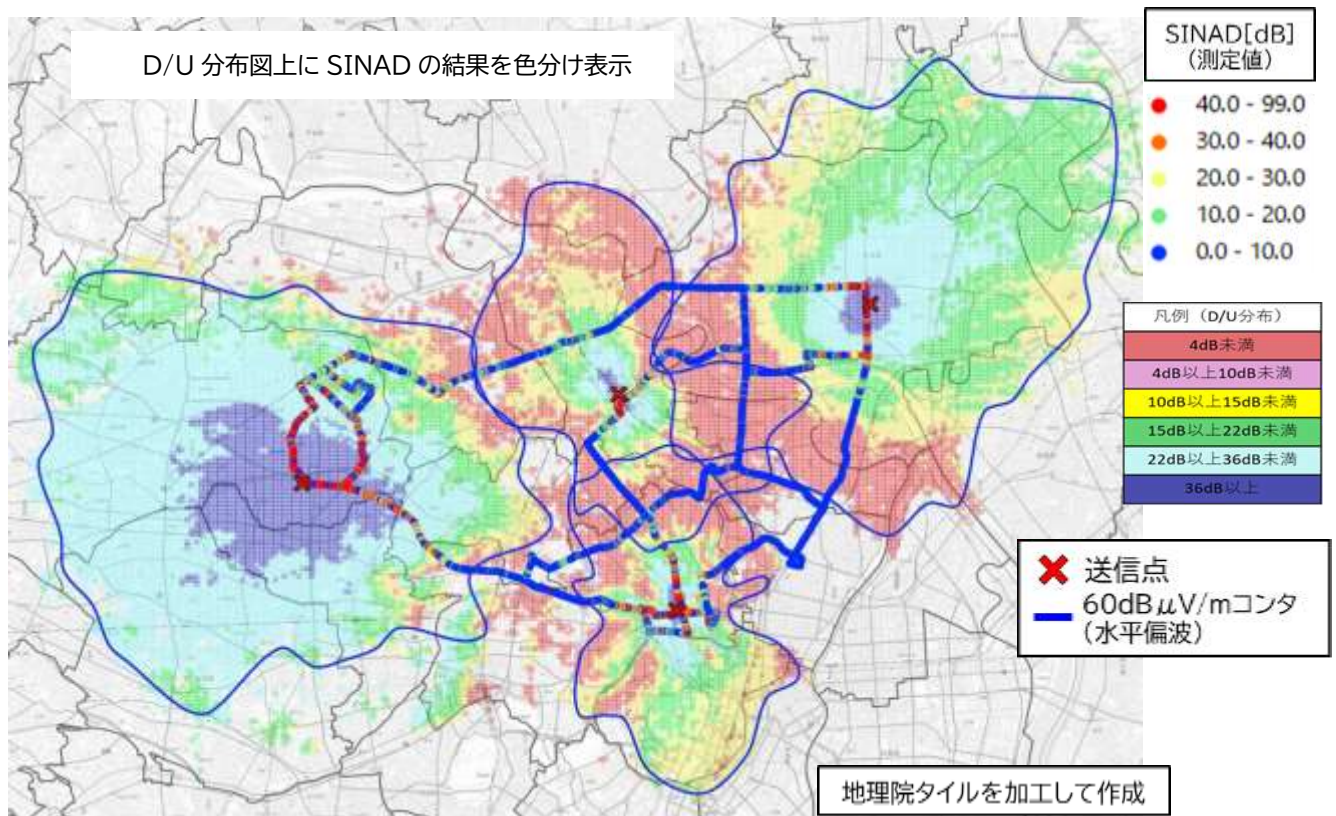 D/U 分布図上に SINAD の結果を色分け表示
SINAD[dB]
(測定値)
40.0 - 99.0
30.0 - 40.0
20.0 - 30.0
10.0 - 20.0
0.0 - 10.0
凡例（D/U分布）
4dB未満
4dB以上10dB未満
10dB以上15dB未満
15dB以上22dB未満
22dB以上36dB未満
36dB以上
送信点
60dBμV/mコンタ
(水平偏波)
地理院タイルを加工して作成